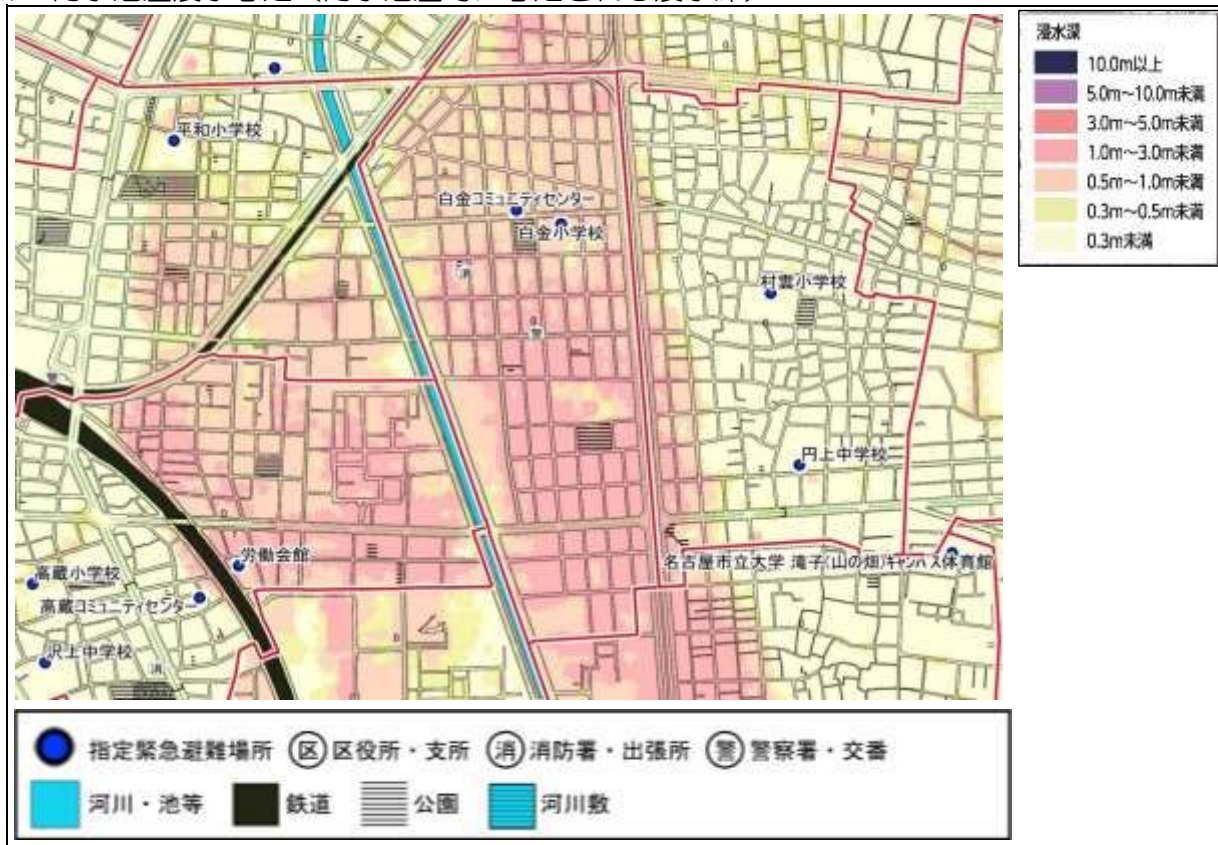 浸水深
10.0m以上
5.0m～10.0m未満
3.0m～5.0m未満
1.0m～3.0m未満
0.5m～1.0m未満
0.3m～0.5m未満
0.3m未満
平和小学校
白金コミュニティセンター
白金小学校
消
村雲小学校
警
円上中学校
労働会館
名古屋市立大学 滝子(山の畑)キャンパス体育館
高蔵小学校
高蔵コミュニティセンター
沢上中学校
消
指定緊急避難場所 区 区役所・支所 消 消防署・出張所 警 警察署・交番
河川・池等 鉄道 公園 河川敷